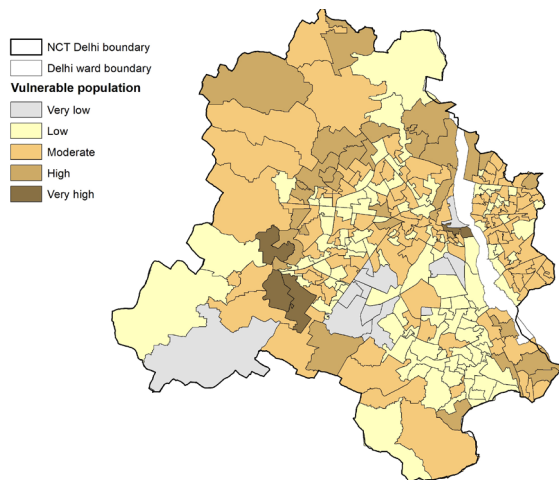 NCT Delhi boundary
Delhi ward boundary
Vulnerable population
Very low
Low
Moderate
High
Very high